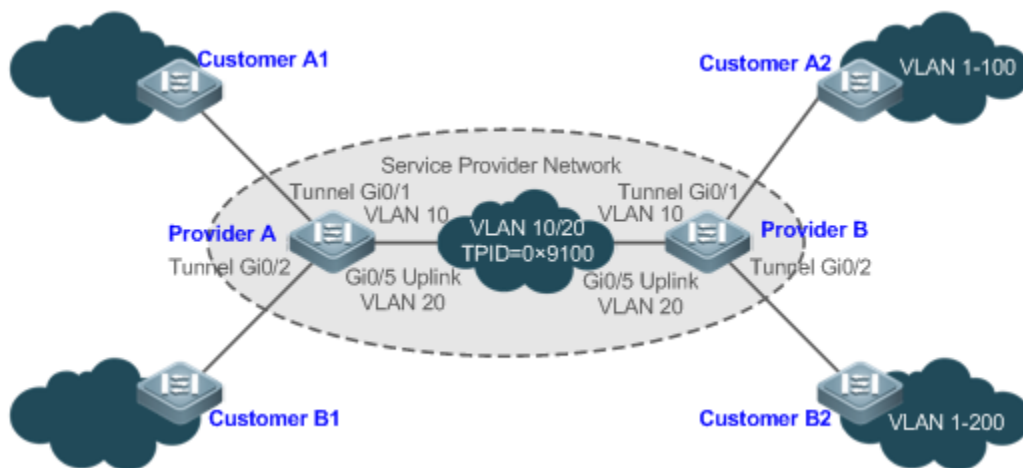 Customer A1
Customer A2
VLAN 1-100
Service Provider Network
Tunnel Gi0/1
VLAN 10
Tunnel Gi0/1
VLAN 10
Provider A
VLAN 10/20
TPID=0×9100
Provider B
Tunnel Gi0/2
Gi0/5 Uplink
VLAN 20
Gi0/5 Uplink
VLAN 20
Tunnel Gi0/2
Customer B1
Customer B2
VLAN 1-200